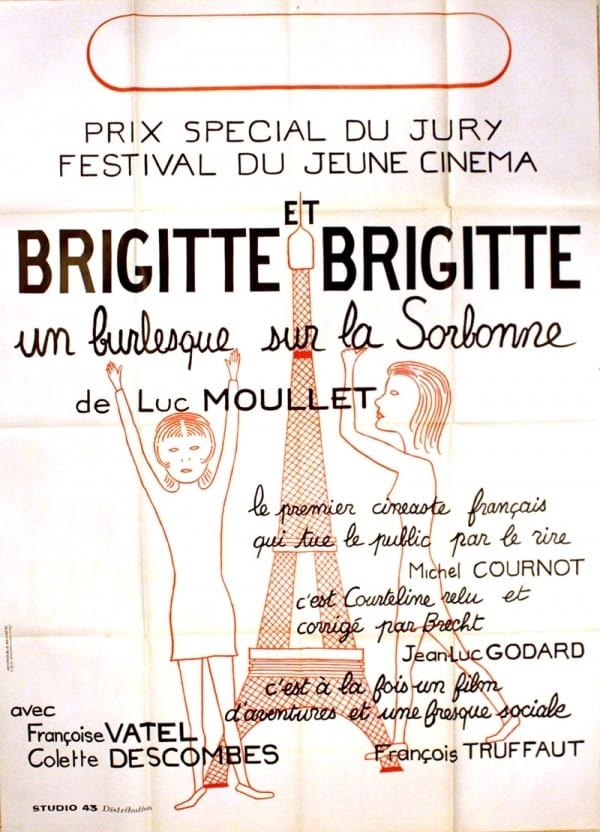 PRIX SPECIAL DU JURY
FESTIVAL DU JEUNE CINEMA
ET
BRIGITTE BRIGITTE
un burlesque sur la Sorbonne
de Luc MOULLET
le premier cineaste français
qui tue le public par le rire
Michel COURNOT
c'est Courteline relu et
corrigé par Brecht
Jean-Luc GODARD
c'est à la fois un film
d'aventures et une fresque sociale
François TRUFFAUT
avec
Françoise VATEL
Colette DESCOMBES
STUDIO 43 Distribution